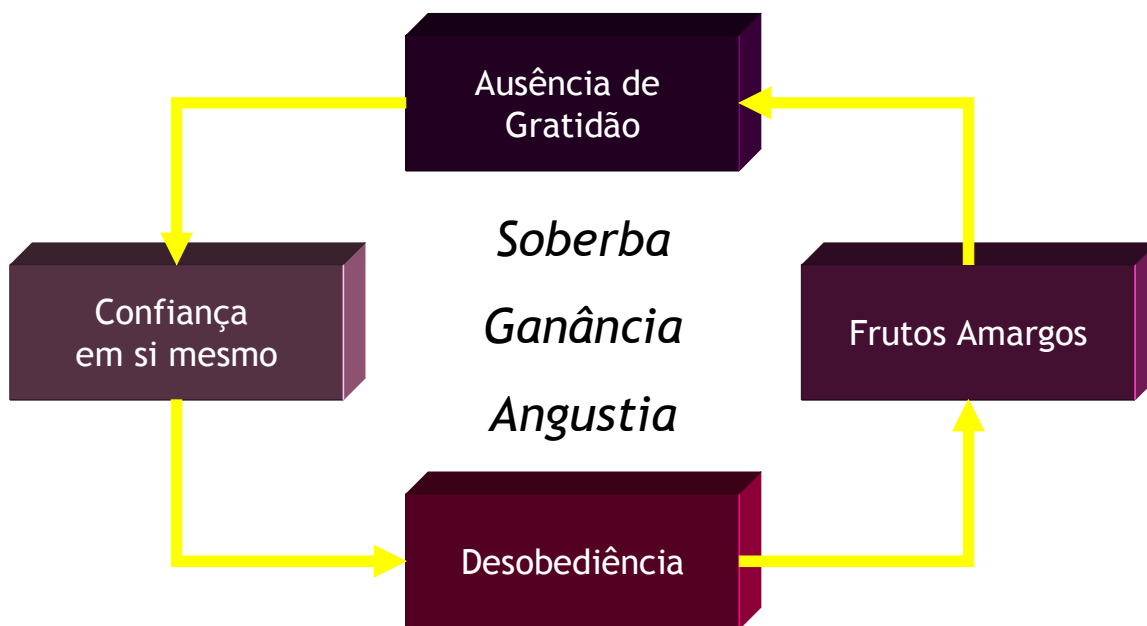 Ausência de
Gratidão
Soberba
Confiança
em si mesmo
Ganância
Frutos Amargos
Angustia
Desobediência